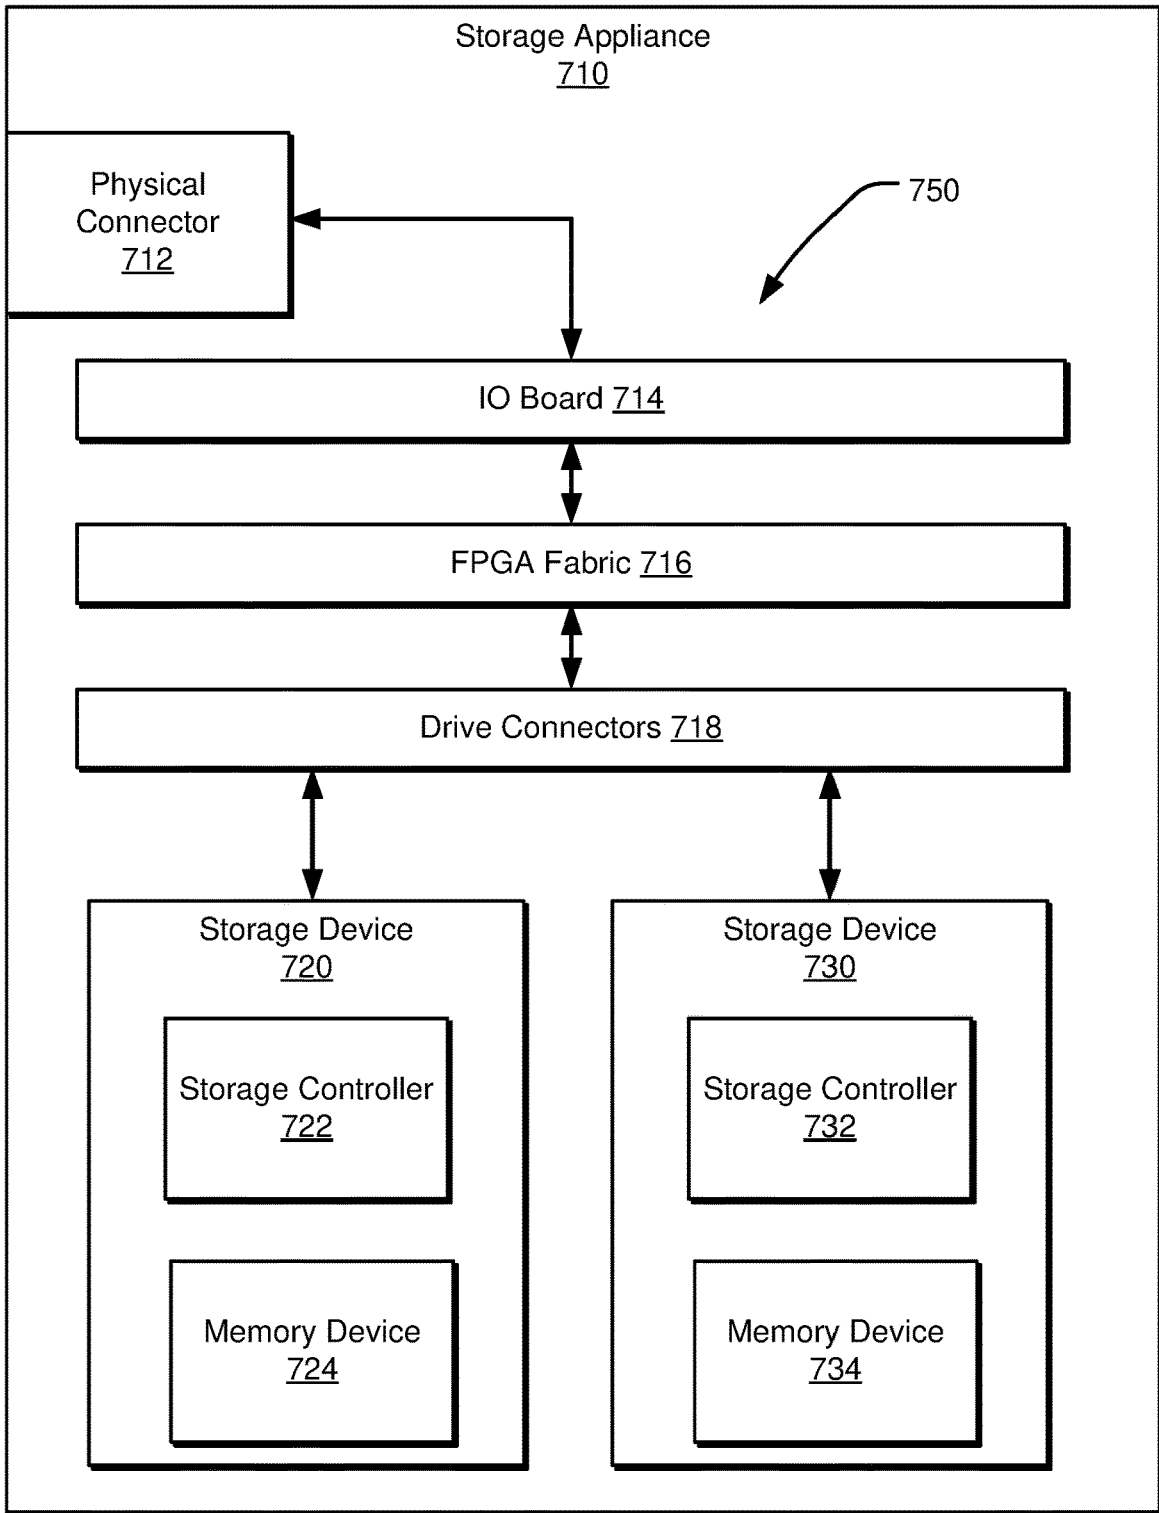 Storage Appliance
710
Physical
Connector
712
750
IO Board 714
FPGA Fabric 716
Drive Connectors 718
Storage Device
720
Storage Controller
722
Memory Device
724
Storage Device
730
Storage Controller
732
Memory Device
734